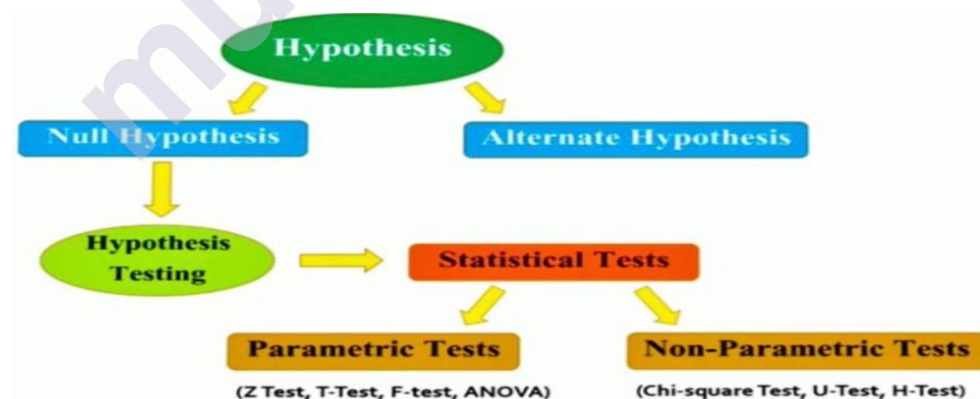 Hypothesis
Null Hypothesis
Alternate Hypothesis
Hypothesis
Testing
Statistical Tests
Parametric Tests
Non-Parametric Tests
(Z Test, T-Test, F-test, ANOVA)
(Chi-square Test, U-Test, H-Test)